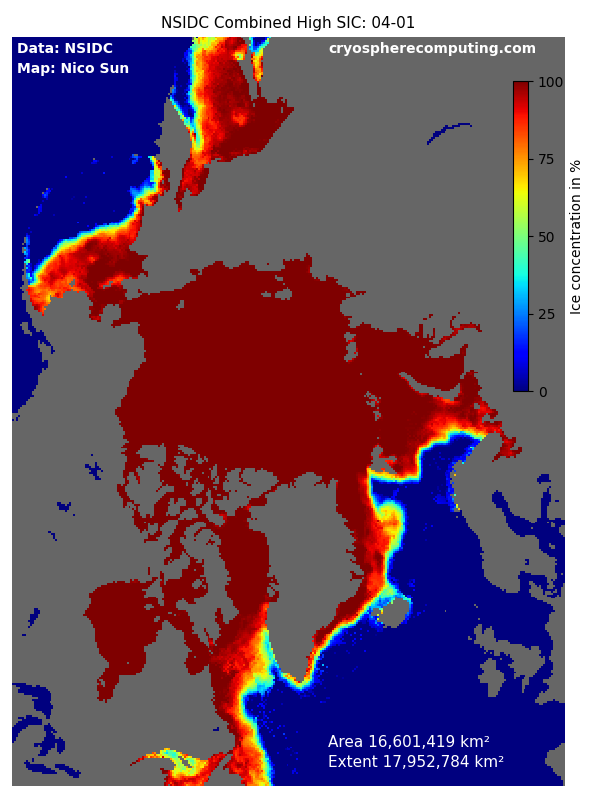 NSIDC Combined High SIC: 04-01
Data: NSIDC
Map: Nico Sun
cryospherecomputing.com
100
75
50
25
0
Ice concentration in %
Area 16,601,419 km²
Extent 17,952,784 km²